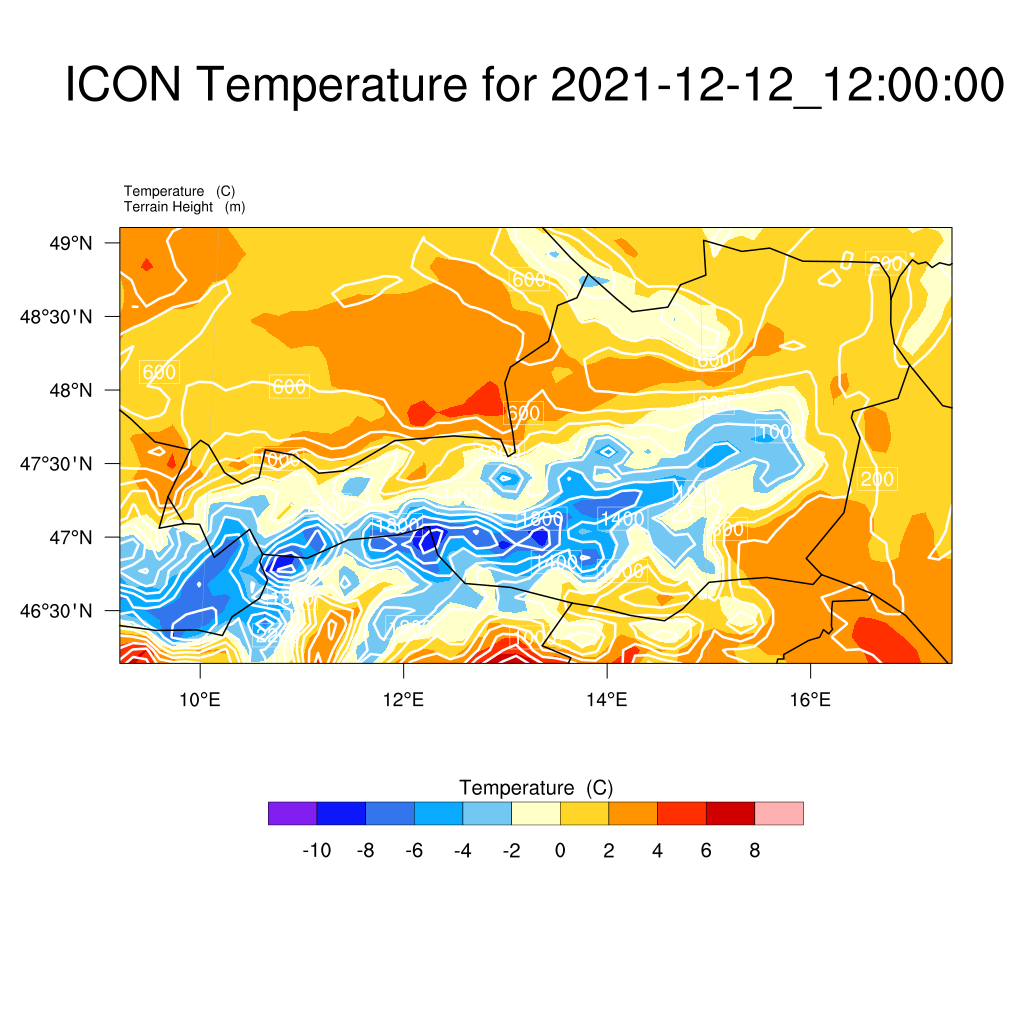 ICON Temperature for 2021-12-12_12:00:00
Temperature (C)
Terrain Height (m)
49°N
48°30'N
48°N
47°30'N
47°N
46°30'N
600
200
600
600
600
600
200
1800
1800
1400
10°E
12°E
14°E
16°E
Temperature (C)
-10 -8 -6 -4 -2 0 2 4 6 8